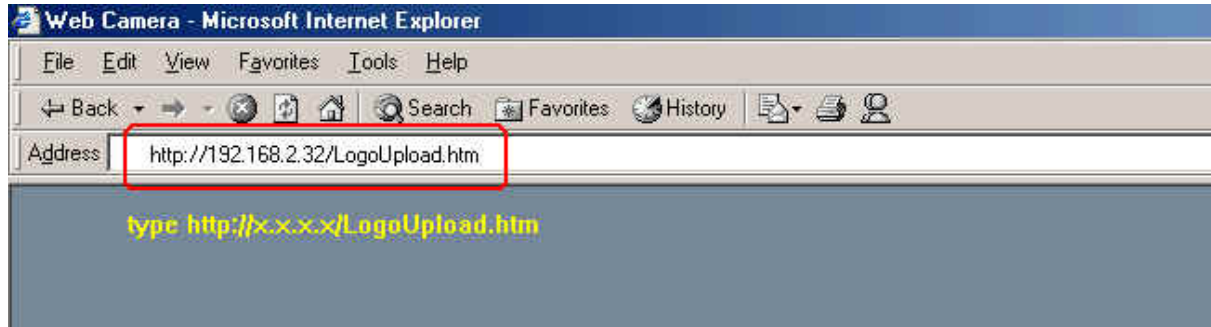 Web Camera - Microsoft Internet Explorer
File Edit View Favorites Tools Help
Back Search Favorites History
Address http://192.168.2.32/LogoUpload.htm
type http://x.x.x.x/LogoUpload.htm